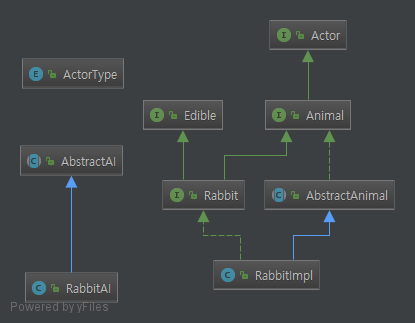 I Actor
E ActorType
I Edible
I Animal
C AbstractAI
I Rabbit
C AbstractAnimal
C RabbitAI
C RabbitImpl
Powered by yFiles